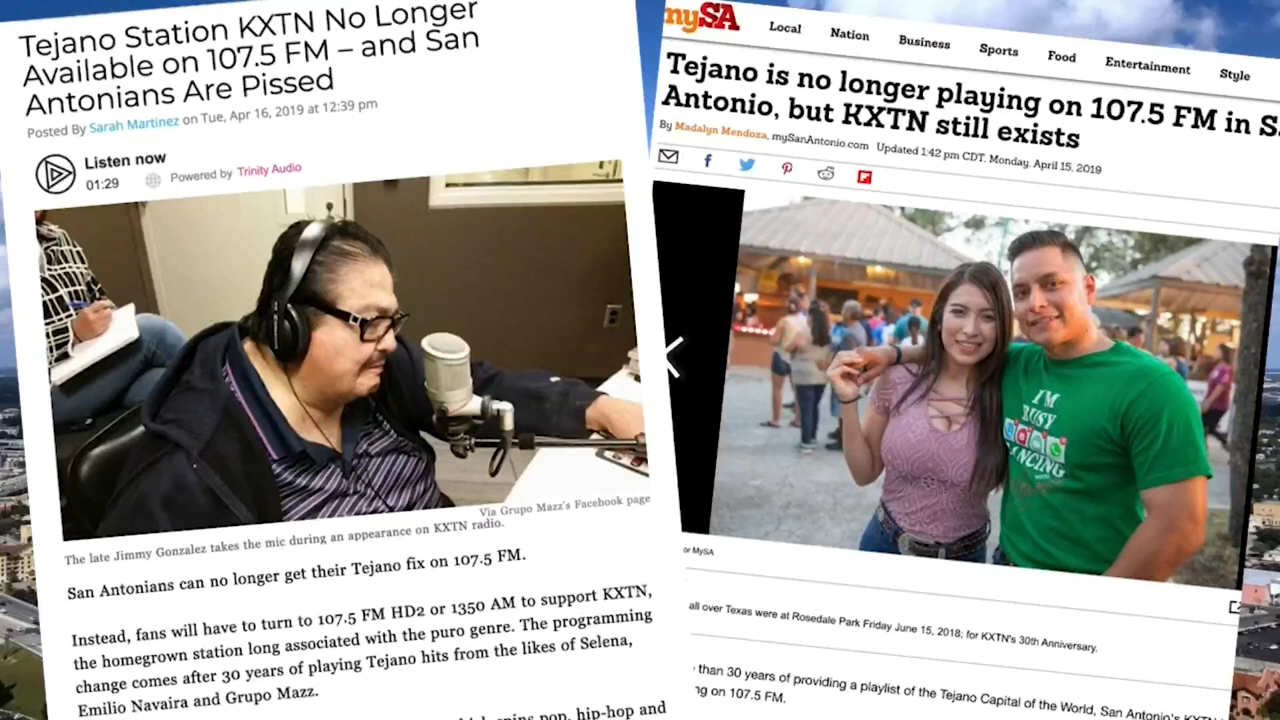 Tejano Station KXTN No Longer
Available on 107.5 FM – and San
Antonians Are Pissed
Posted By Sarah Martinez on Tue, Apr 16, 2019 at 12:39 pm
Listen now
01:29
Powered by Trinity Audio
Via Grupo Mazz's Facebook page
The late Jimmy Gonzalez takes the mic during an appearance on KXTN radio.
San Antonians can no longer get their Tejano fix on 107.5 FM.
Instead, fans will have to turn to 107.5 FM HD2 or 1350 AM to support KXTN,
the homegrown station long associated with the puro genre. The programming
change comes after 30 years of playing Tejano hits from the likes of Selena,
Emilio Navaira and Grupo Mazz.
pop, hip-hop and
mySA
Local
Nation
Business
Sports
Food
Entertainment
Style
Tejano is no longer playing on 107.5 FM in S
Antonio, but KXTN still exists
By Madalyn Mendoza, mySanAntonio.com Updated 1:42 pm CDT, Monday, April 15, 2019
I'M
BUSY
DANCING
or MySA
all over Texas were at Rosedale Park Friday June 15, 2018; for KXTN's 30th Anniversary.
than 30 years of providing a playlist of the Tejano Capital of the World, San Antonio's KXTN
ng on 107.5 FM.